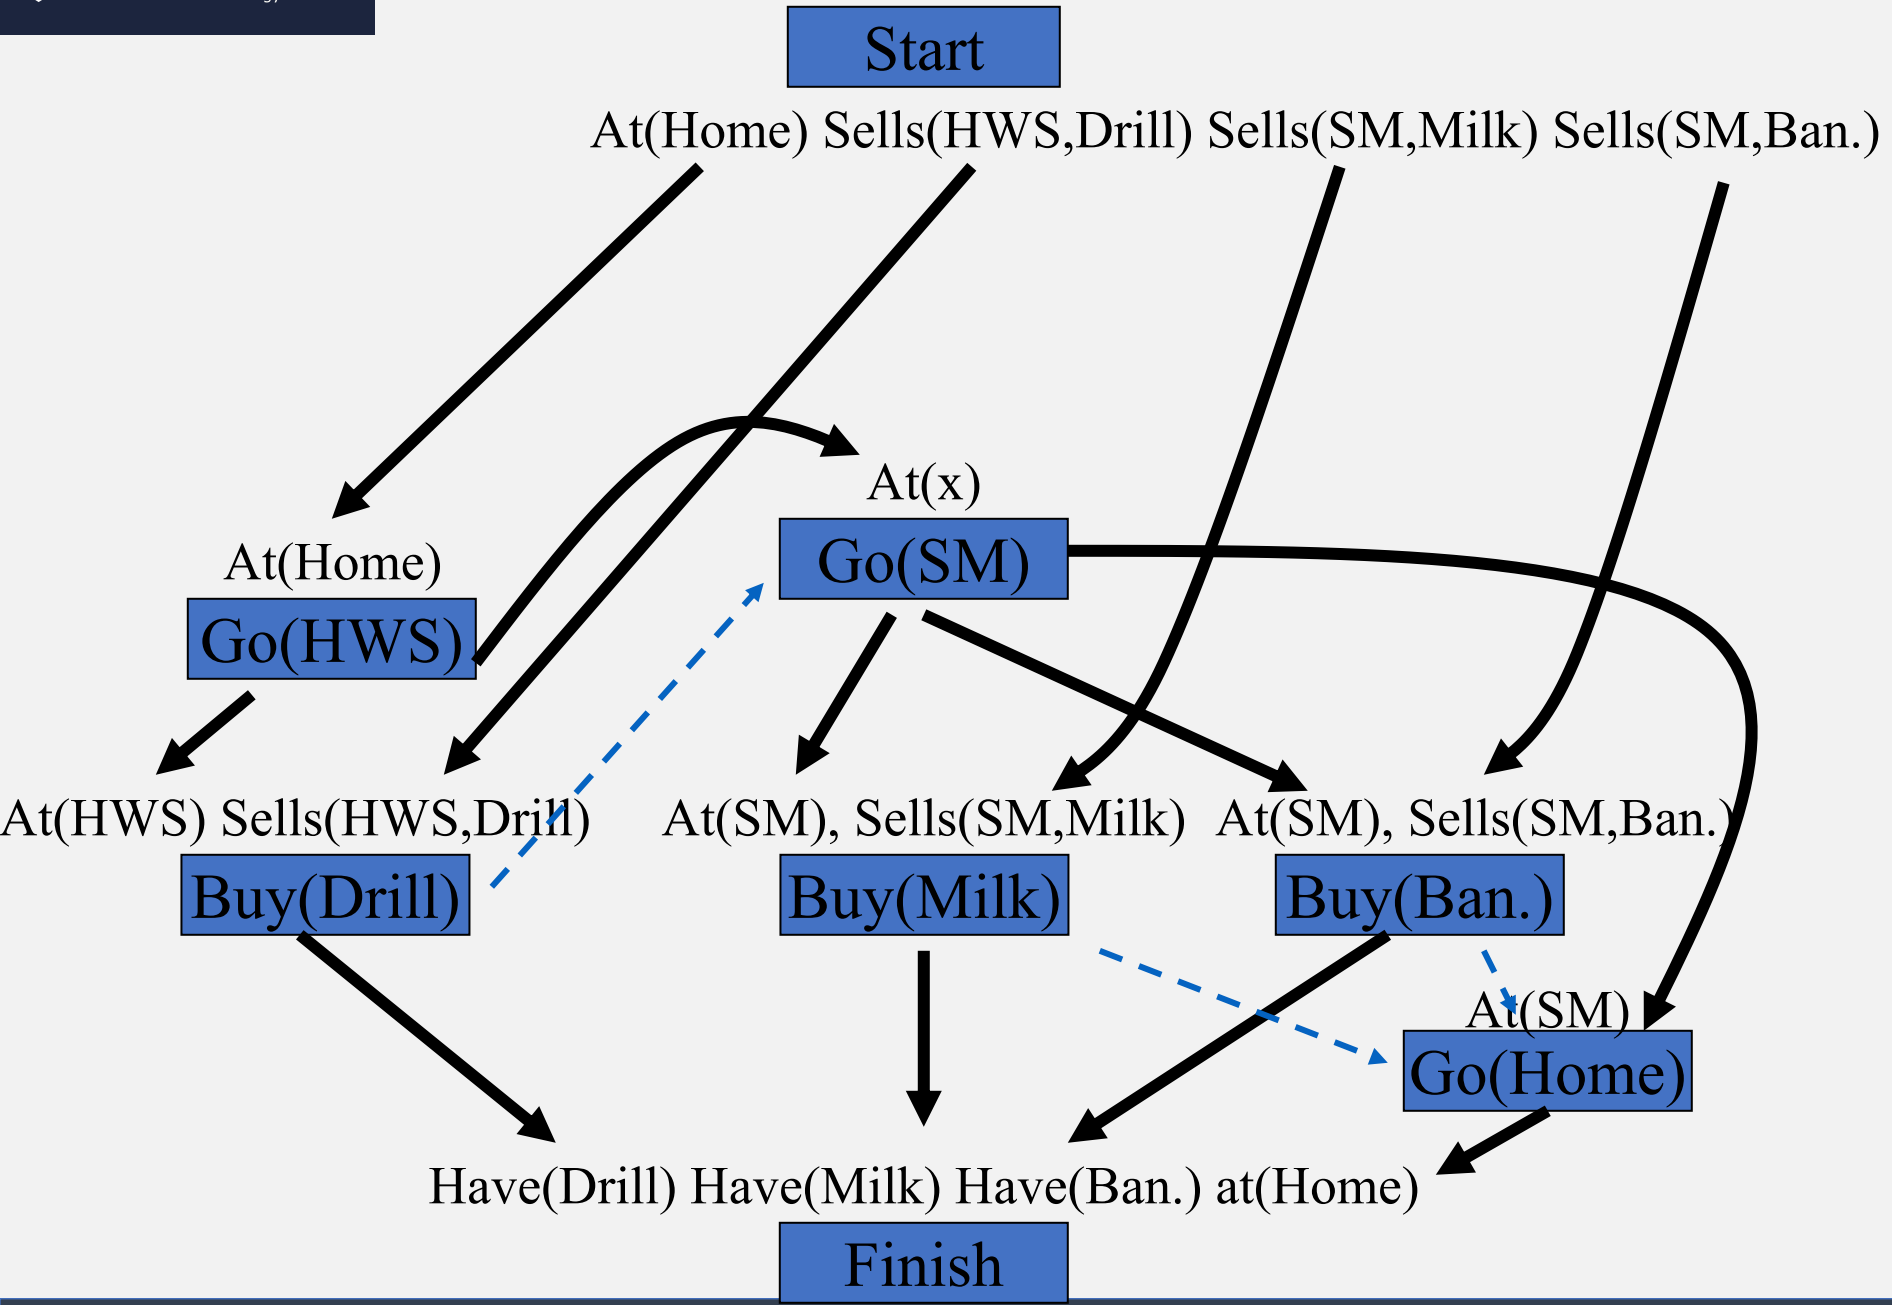 Start
At(Home) Sells(HWS,Drill) Sells(SM,Milk) Sells(SM,Ban.)
At(x)
Go(SM)
At(Home)
Go(HWS)
At(HWS) Sells(HWS,Drill) At(SM), Sells(SM,Milk) At(SM), Sells(SM,Ban.)
Buy(Drill) Buy(Milk) Buy(Ban.)
At(SM)
Go(Home)
Have(Drill) Have(Milk) Have(Ban.) at(Home)
Finish